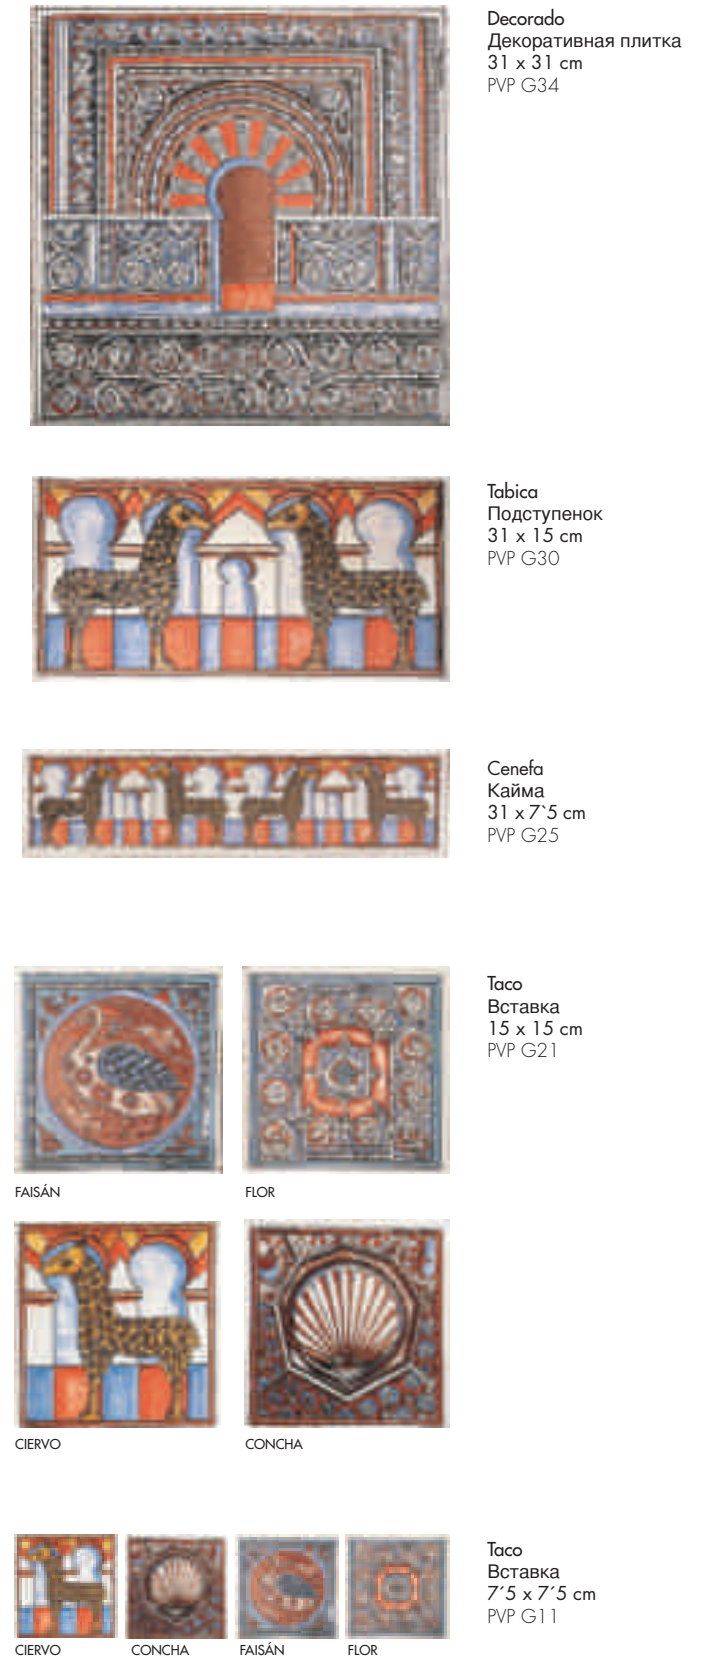 Decorado
Декоративная плитка
31 x 31 cm
PVP G34
Tabica
Подступенок
31 x 15 cm
PVP G30
Cenefa
Кайма
31 x 7`5 cm
PVP G25
Taco
Вставка
15 x 15 cm
PVP G21
FAISÁN
FLOR
CIERVO
CONCHA
Taco
Вставка
7´5 x 7´5 cm
PVP G11
CIERVO
CONCHA
FAISÁN
FLOR